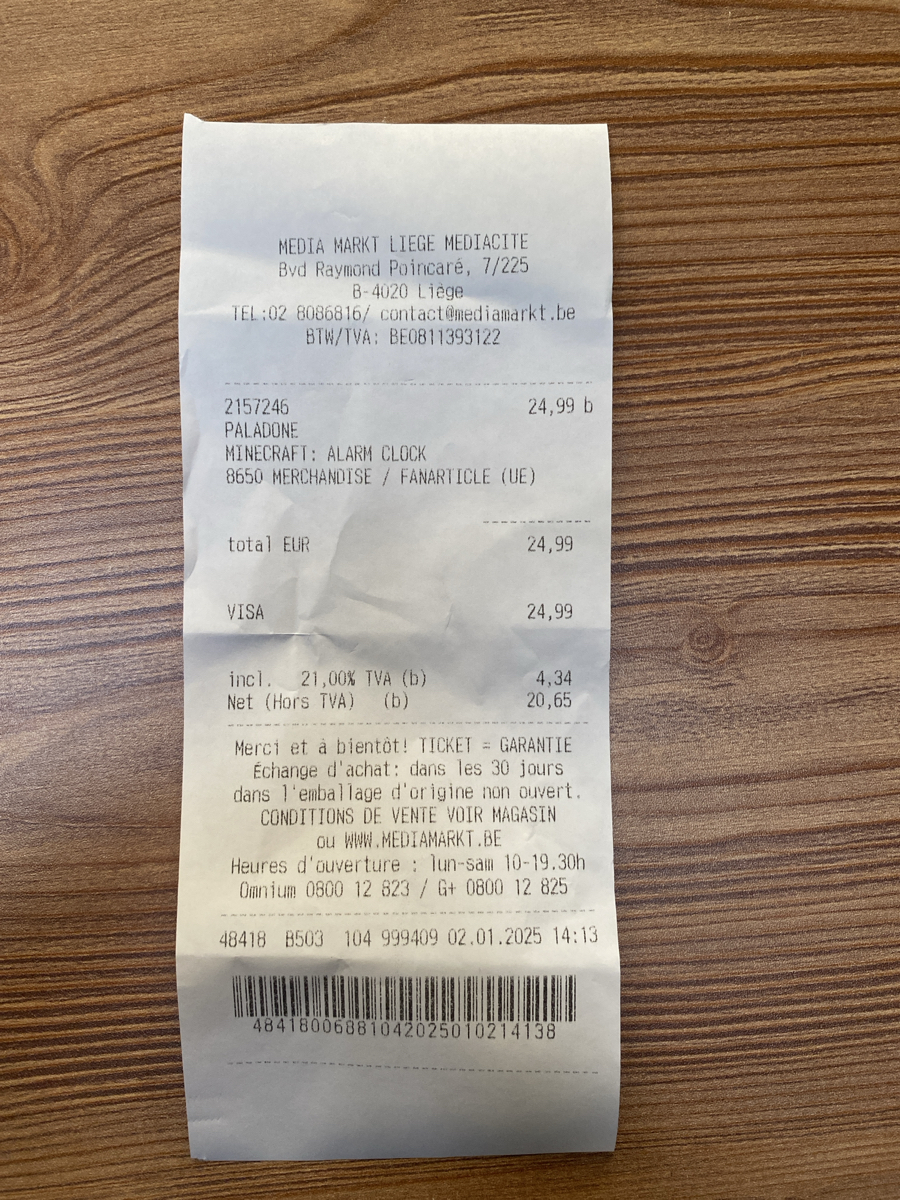 MEDIA MARKT LIEGE MEDIACITE
Bvd Raymond Poincaré, 7/225
B-4020 Liège
TEL:02 8086816/ contact@mediamarkt.be
BTW/TVA: BE0811393122
2157246 24,99 b
PALADONE
MINECRAFT: ALARM CLOCK
8650 MERCHANDISE / FANARTICLE (UE)
total EUR 24,99
VISA 24,99
incl. 21,00% TVA (b) 4,34
Net (Hors TVA) (b) 20,65
Merci et à bientôt! TICKET = GARANTIE
Échange d'achat: dans les 30 jours
dans l'emballage d'origine non ouvert.
CONDITIONS DE VENTE VOIR MAGASIN
ou WWW.MEDIAMARKT.BE
Heures d'ouverture : lun-sam 10-19.30h
Omnium 0800 12 823 / G+ 0800 12 825
48418 B503 104 999409 02.01.2025 14:13
48418006881042025010214138